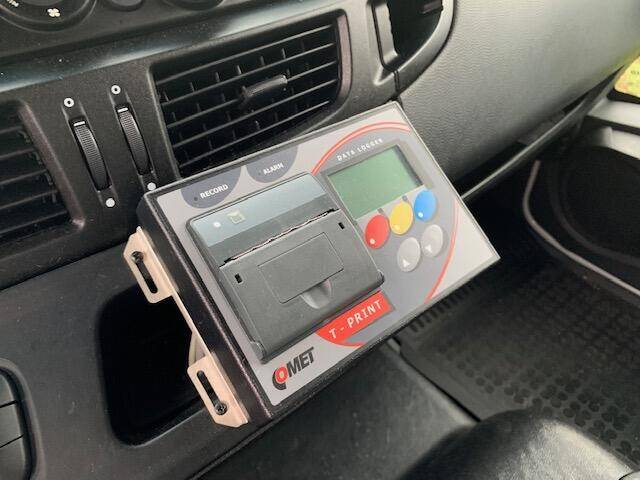 RECORD
ALARM
DATA LOGGER
T-PRINT
COMET